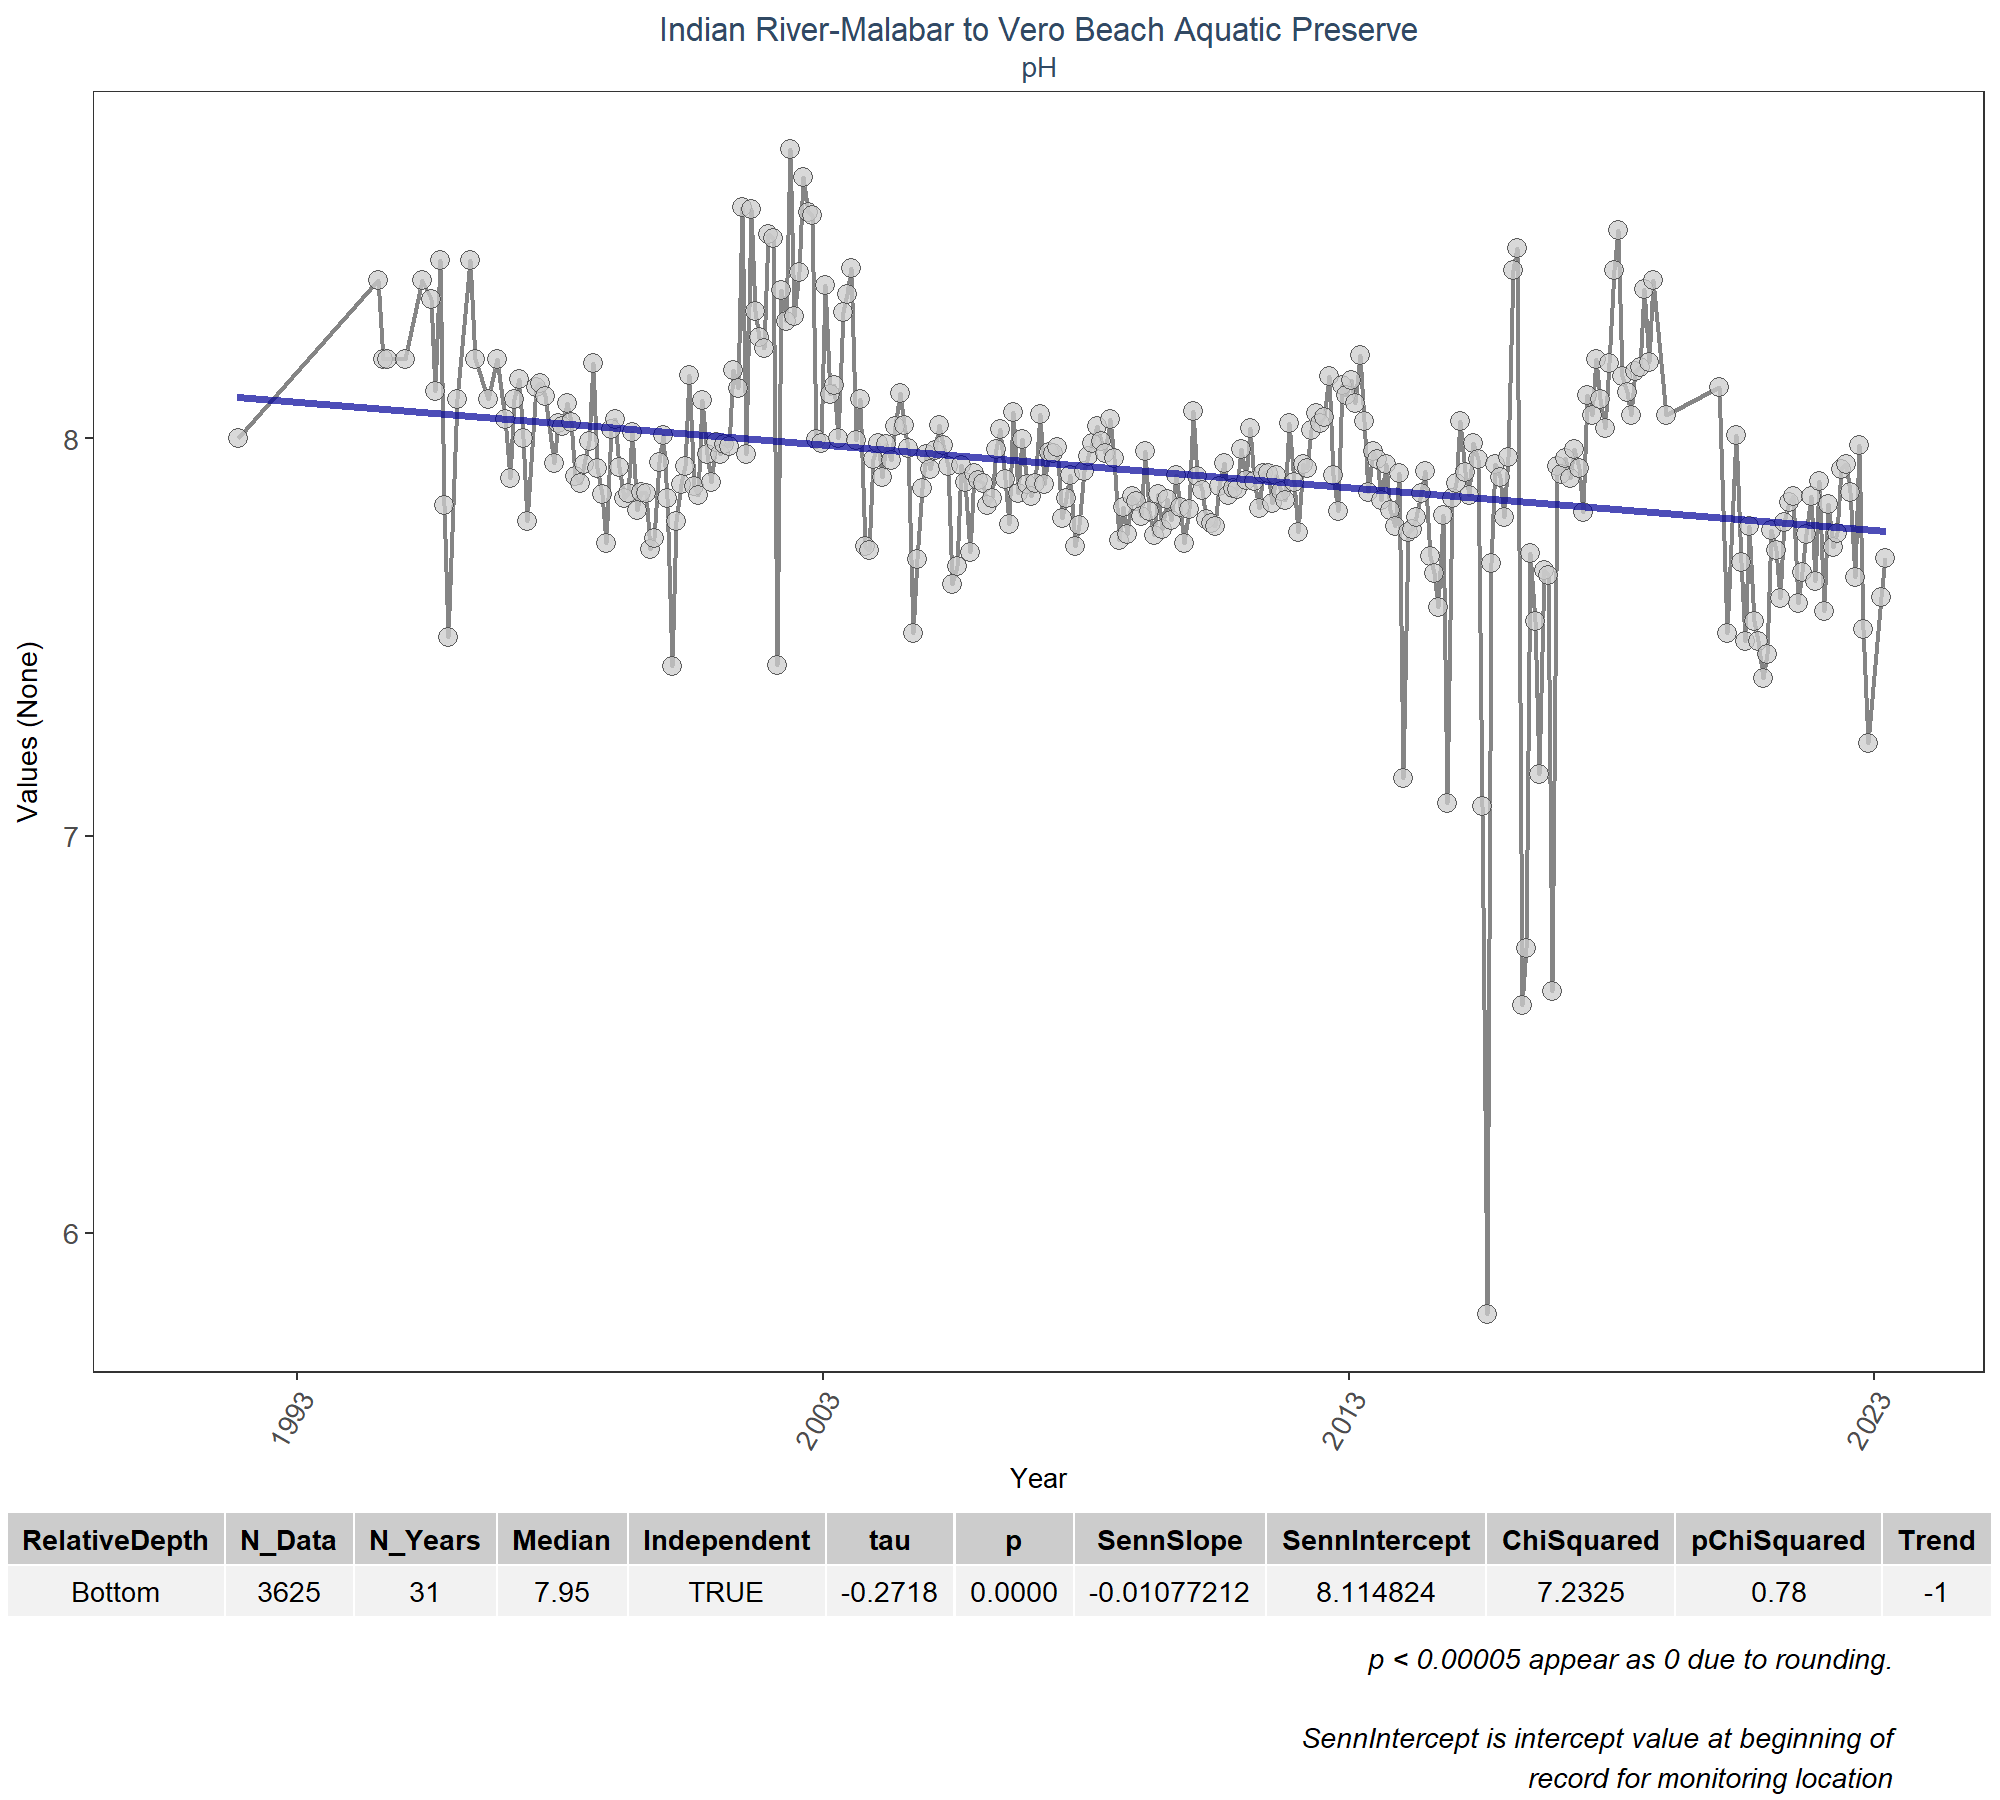 Indian River-Malabar to Vero Beach Aquatic Preserve
pH
Values (None)
8
7
6
1993
2003
2013
2023
Year
RelativeDepth N_Data N_Years Median Independent tau p SennSlope SennIntercept ChiSquared pChiSquared Trend
Bottom 3625 31 7.95 TRUE -0.2718 0.0000 -0.01077212 8.114824 7.2325 0.78 -1
p < 0.00005 appear as 0 due to rounding.
SennIntercept is intercept value at beginning of
record for monitoring location